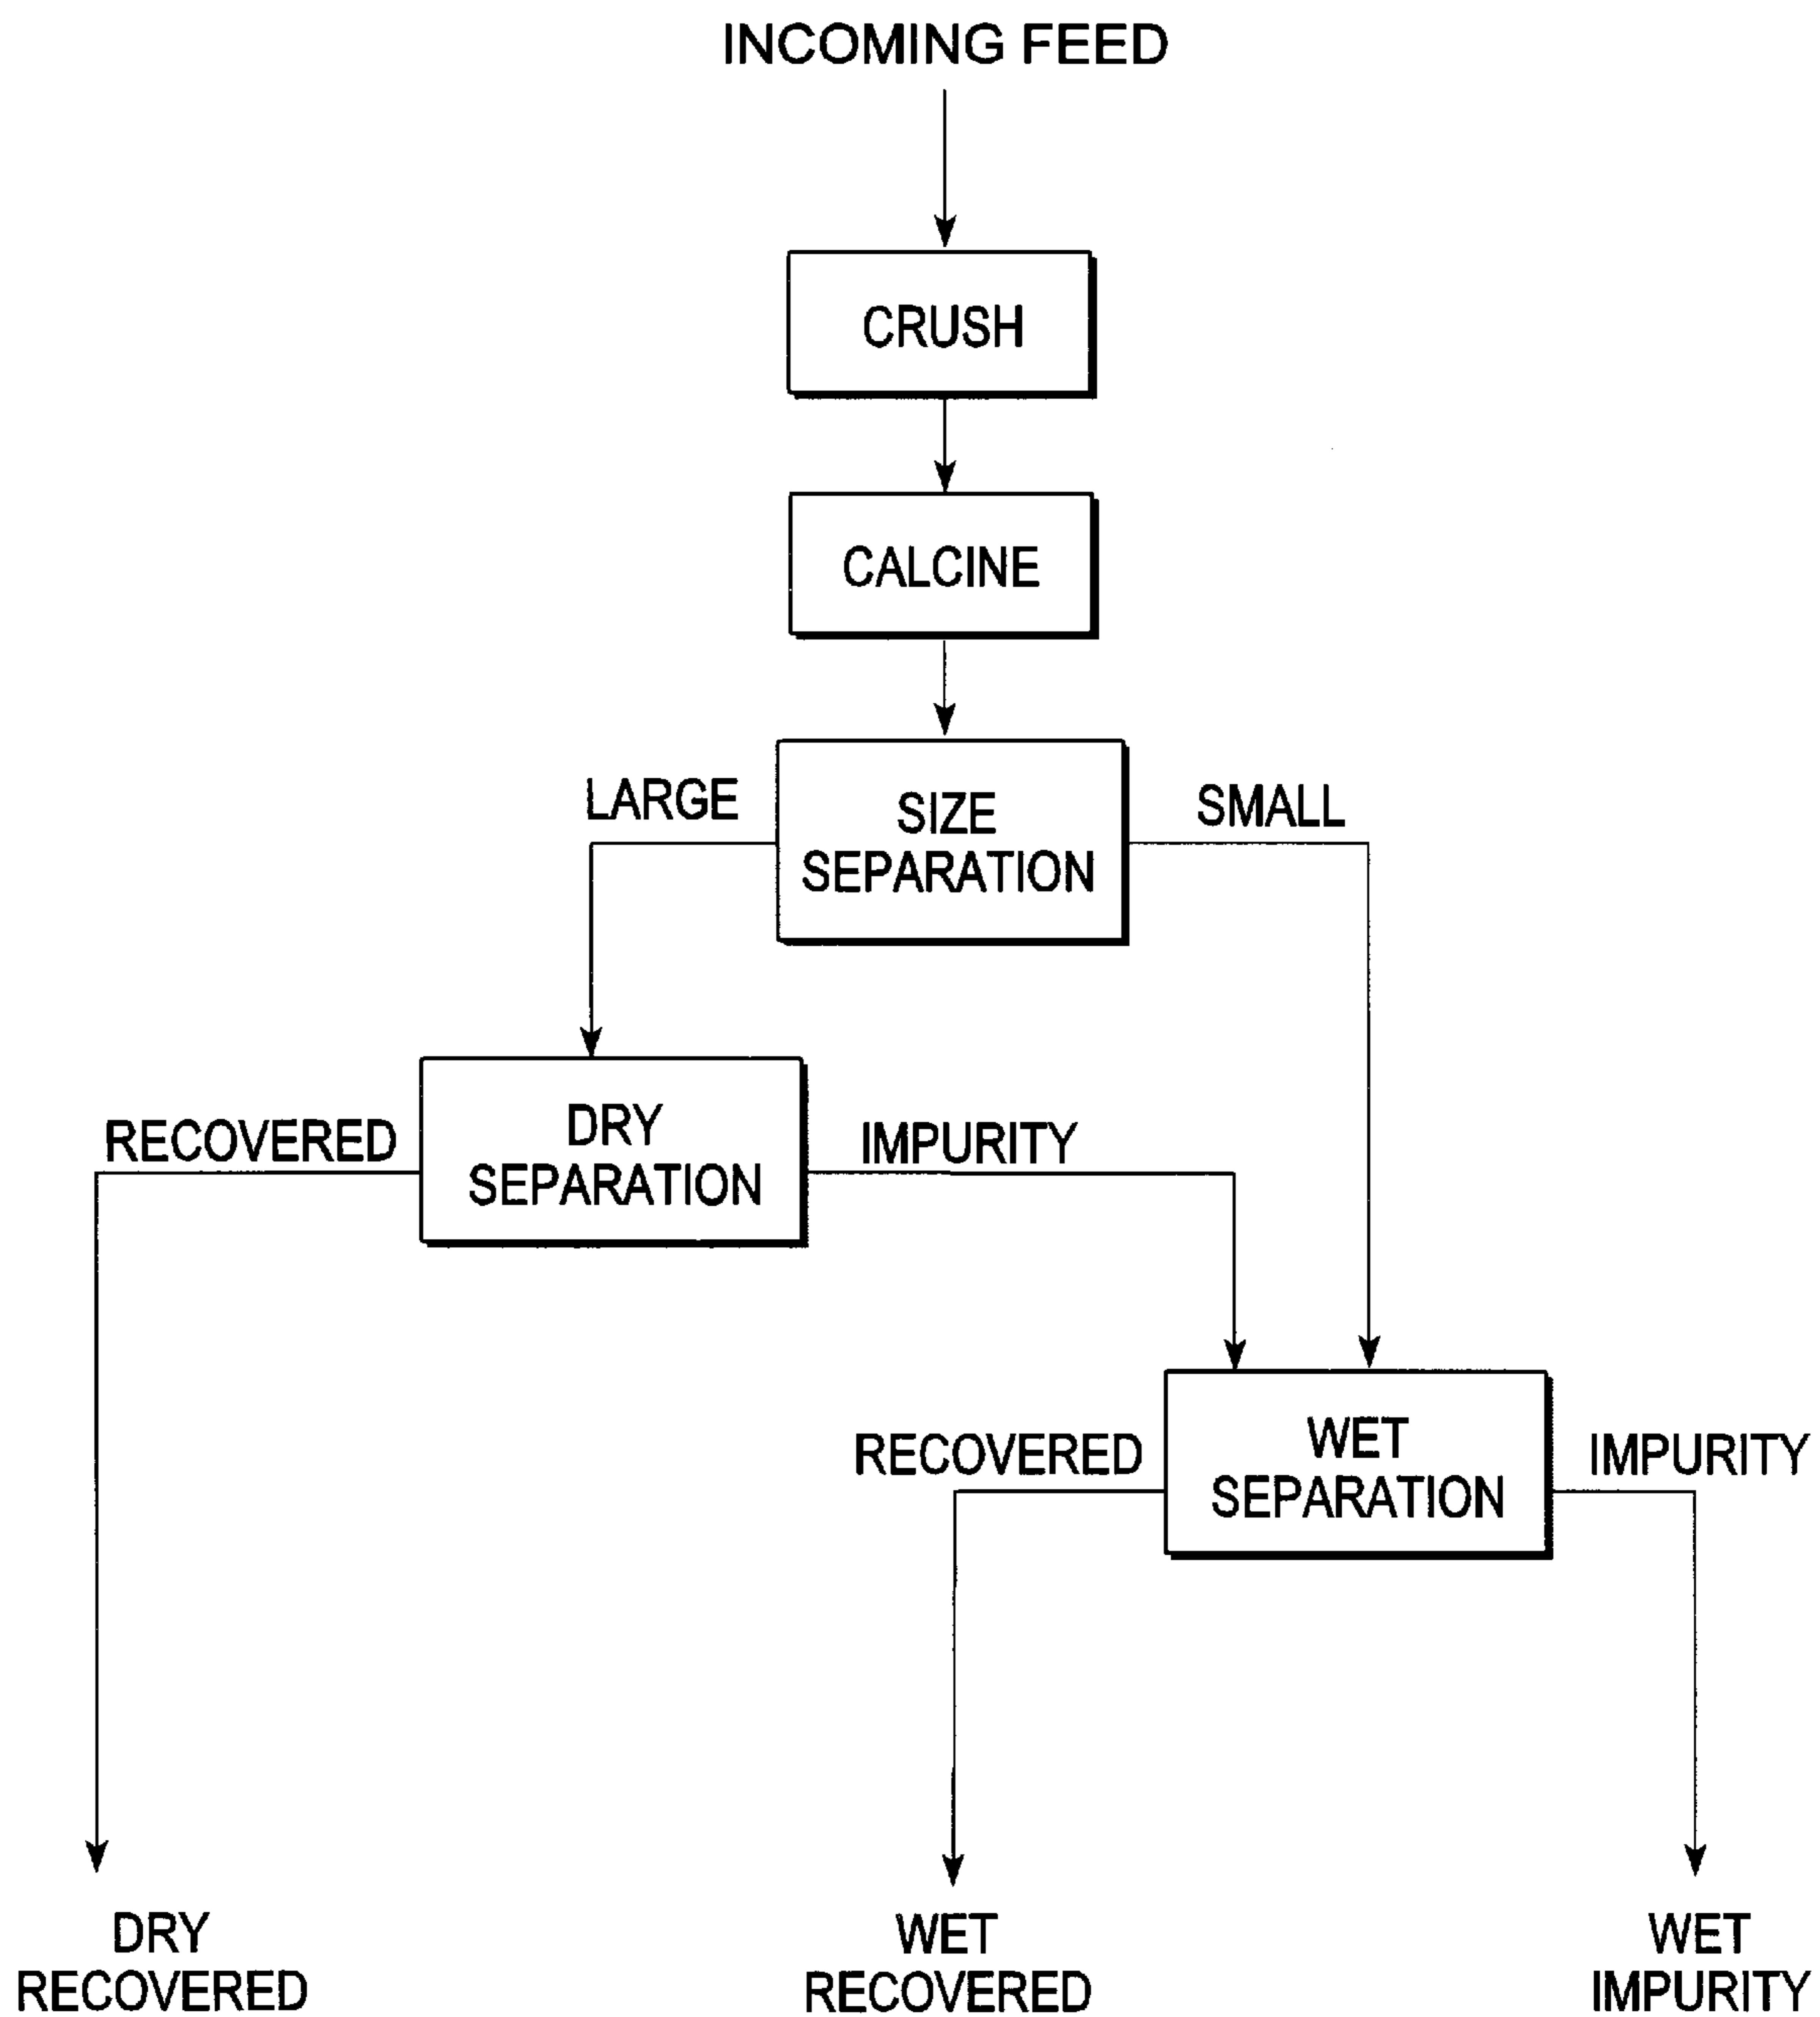 INCOMING FEED
CRUSH
CALCINE
LARGE
SIZE
SEPARATION
SMALL
RECOVERED
DRY
SEPARATION
IMPURITY
RECOVERED
WET
SEPARATION
IMPURITY
DRY
RECOVERED
WET
RECOVERED
WET
IMPURITY